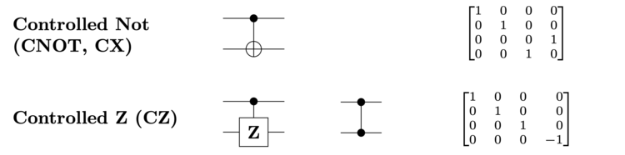 Controlled Not
(CNOT, CX)
1 0 0 0
0 1 0 0
0 0 0 1
0 0 1 0
Controlled Z (CZ)
Z
1 0 0 0
0 1 0 0
0 0 1 0
0 0 0 −1